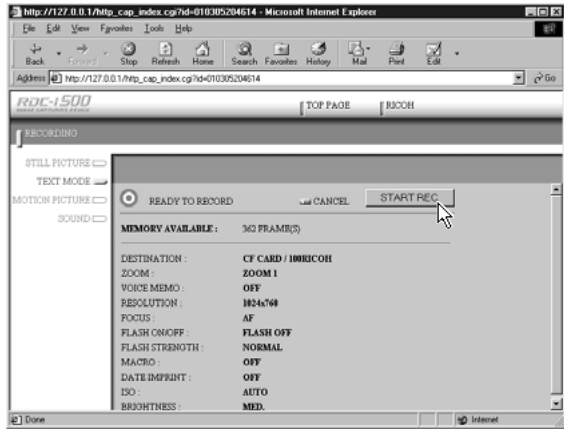 http://127.0.0.1/http_cap_index.cgi?id=010305204614 - Microsoft Internet Explorer
File Edit View Favorites Tools Help
Back Forward Stop Refresh Home Search Favorites History Mail Print Edit
Address http://127.0.0.1/http_cap_index.cgi?id=010305204614 Go
RDC-i500
IMAGE CAPTURING DEVICE
TOP PAGE RICOH
RECORDING
STILL PICTURE
TEXT MODE
MOTION PICTURE
SOUND
READY TO RECORD CANCEL START REC
MEMORY AVAILABLE : 362 FRAME(S)
DESTINATION : CF CARD / 100RICOH
ZOOM : ZOOM 1
VOICE MEMO : OFF
RESOLUTION : 1024x768
FOCUS : AF
FLASH ON/OFF : FLASH OFF
FLASH STRENGTH : NORMAL
MACRO : OFF
DATE IMPRINT : OFF
ISO : AUTO
BRIGHTNESS : MED.
Done Internet